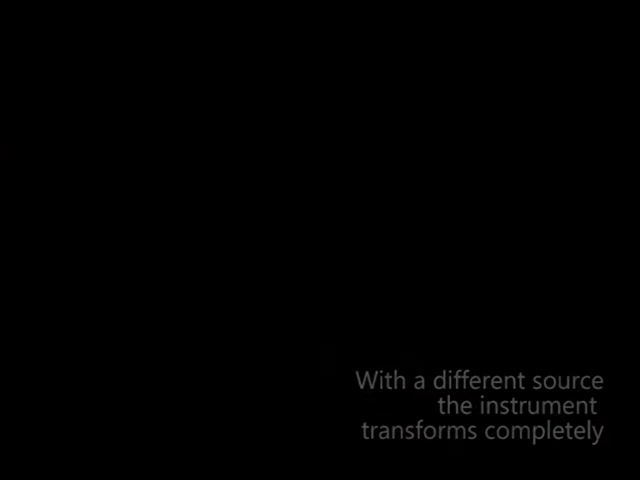 With a different source
the instrument
transforms completely